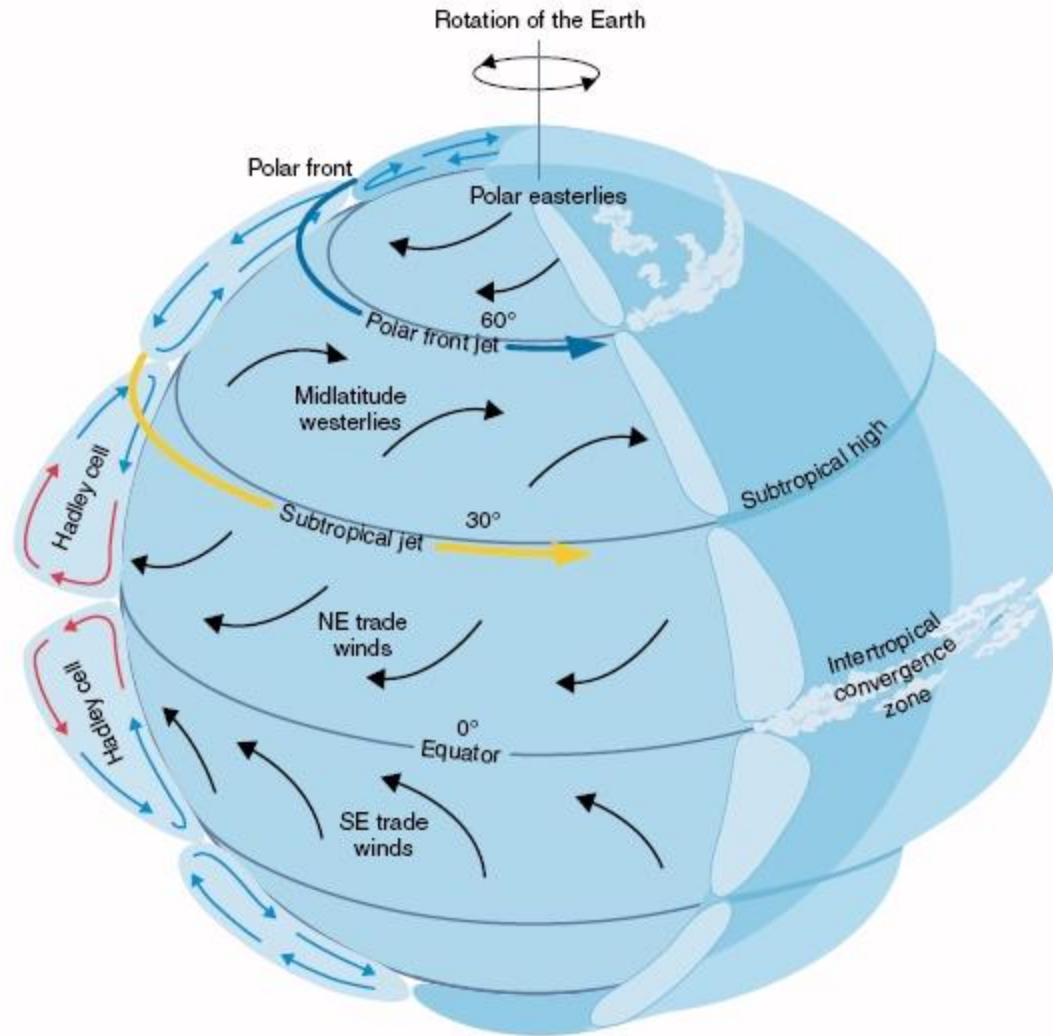 Rotation of the Earth
Polar front
Polar easterlies
60°
Polar front jet
Midlatitude
westerlies
Subtropical high
Hadley cell
30°
Subtropical jet
NE trade
winds
Intertropical
convergence
zone
Hadley cell
0°
Equator
SE trade
winds